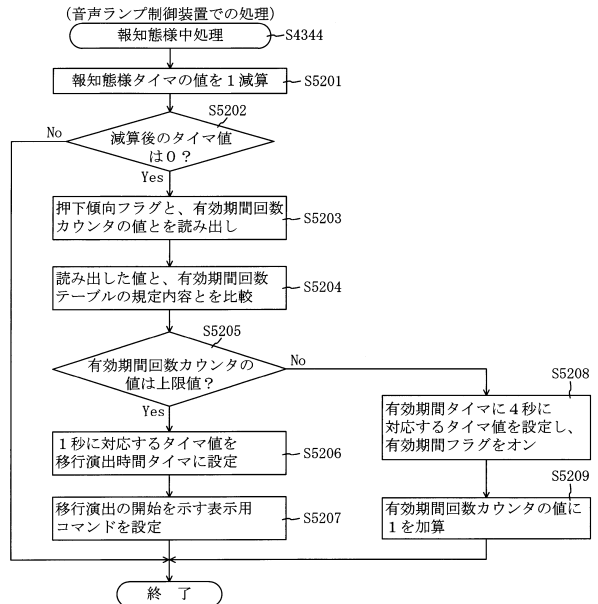 (音声ランプ制御装置での処理)
報知態様中処理
S4344
報知態様タイマの値を1減算
S5201
S5202
減算後のタイマ値
は0?
No
Yes
押下傾向フラグと、有効期間回数
カウンタの値とを読み出し
S5203
読み出した値と、有効期間回数
テーブルの規定内容とを比較
S5204
S5205
有効期間回数カウンタの
値は上限値?
No
Yes
S5208
有効期間タイマに4秒に
対応するタイマ値を設定し、
有効期間フラグをオン
1秒に対応するタイマ値を
移行演出時間タイマに設定
S5206
S5209
有効期間回数カウンタの値に
1を加算
移行演出の開始を示す表示用
コマンドを設定
S5207
終 了